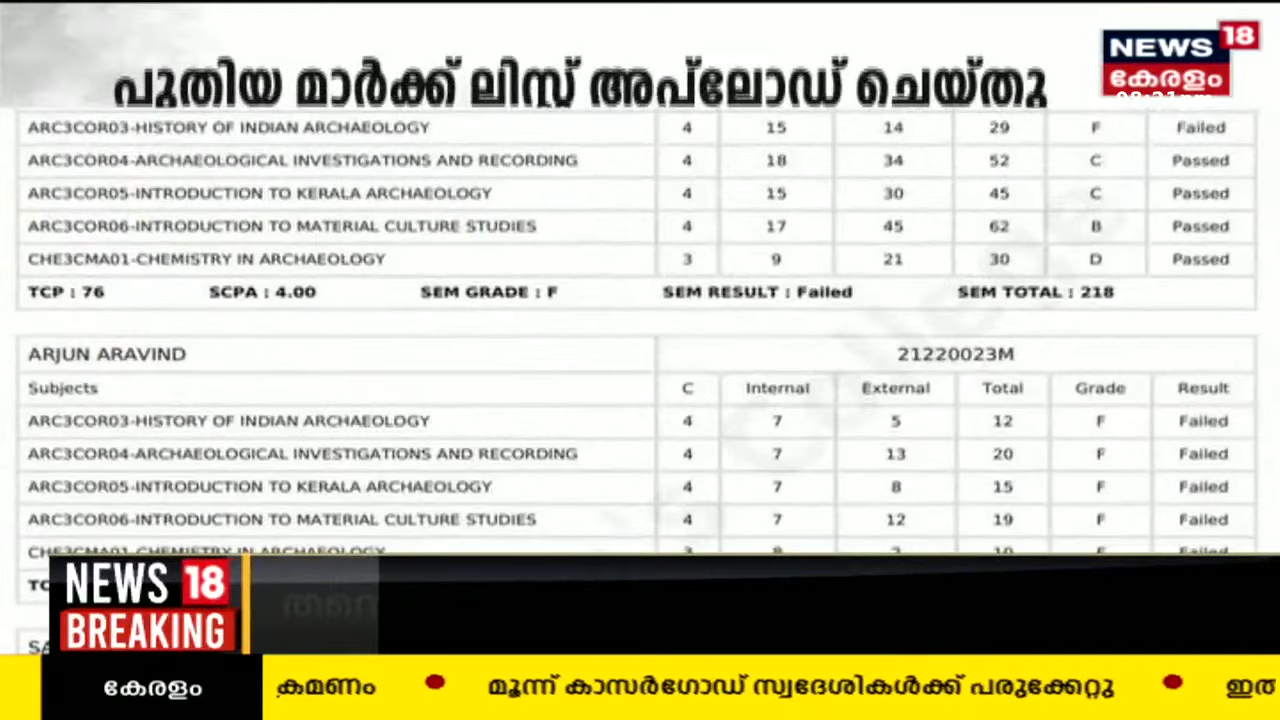 പുതിയ മാർക്ക് ലിസ്റ്റ് അപ്‌ലോഡ് ചെയ്തു
NEWS 18
കേരളം
ARC3COR03-HISTORY OF INDIAN ARCHAEOLOGY 4 15 14 29 F Failed
ARC3COR04-ARCHAEOLOGICAL INVESTIGATIONS AND RECORDING 4 18 34 52 C Passed
ARC3COR05-INTRODUCTION TO KERALA ARCHAEOLOGY 4 15 30 45 C Passed
ARC3COR06-INTRODUCTION TO MATERIAL CULTURE STUDIES 4 17 45 62 B Passed
CHE3CMA01-CHEMISTRY IN ARCHAEOLOGY 3 9 21 30 D Passed
TCP : 76 SCPA : 4.00 SEM GRADE : F SEM RESULT : Failed SEM TOTAL : 218
ARJUN ARAVIND 21220023M
Subjects C Internal External Total Grade Result
ARC3COR03-HISTORY OF INDIAN ARCHAEOLOGY 4 7 5 12 F Failed
ARC3COR04-ARCHAEOLOGICAL INVESTIGATIONS AND RECORDING 4 7 13 20 F Failed
ARC3COR05-INTRODUCTION TO KERALA ARCHAEOLOGY 4 7 8 15 F Failed
ARC3COR06-INTRODUCTION TO MATERIAL CULTURE STUDIES 4 7 12 19 F Failed
CHE3CMA01-CHEMISTRY IN ARCHAEOLOGY
NEWS 18
BREAKING
കേരളം
ക്രമണം ● മൂന്ന് കാസർഗോഡ് സ്വദേശികൾക്ക് പരുക്കേറ്റു ●